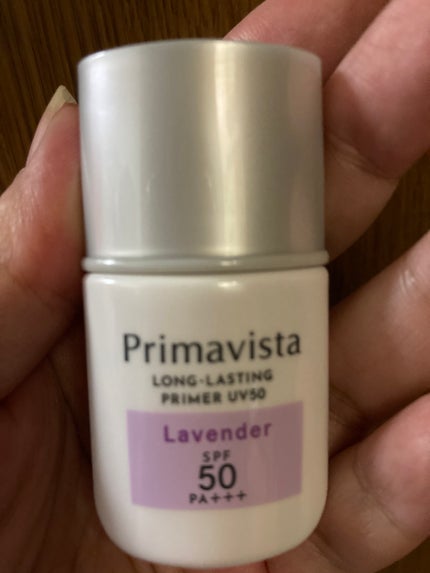 Primavista
LONG-LASTING
PRIMER UV50
Lavender
SPF
50
PA+++